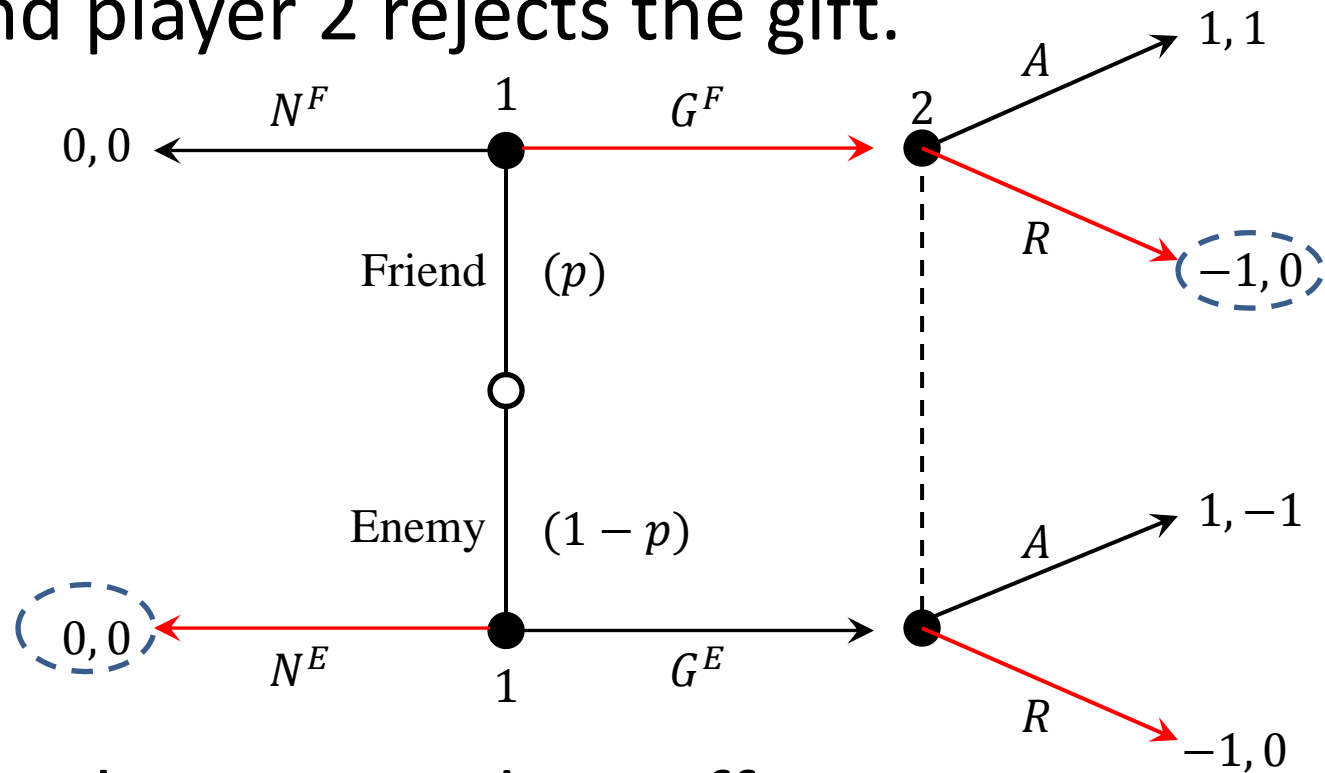 nd player 2 rejects the gift.
1, 1
A
N^F
1
G^F
2
0, 0
R
Friend
(p)
−1, 0
Enemy
(1 − p)
1, −1
A
0, 0
N^E
1
G^E
R
−1, 0